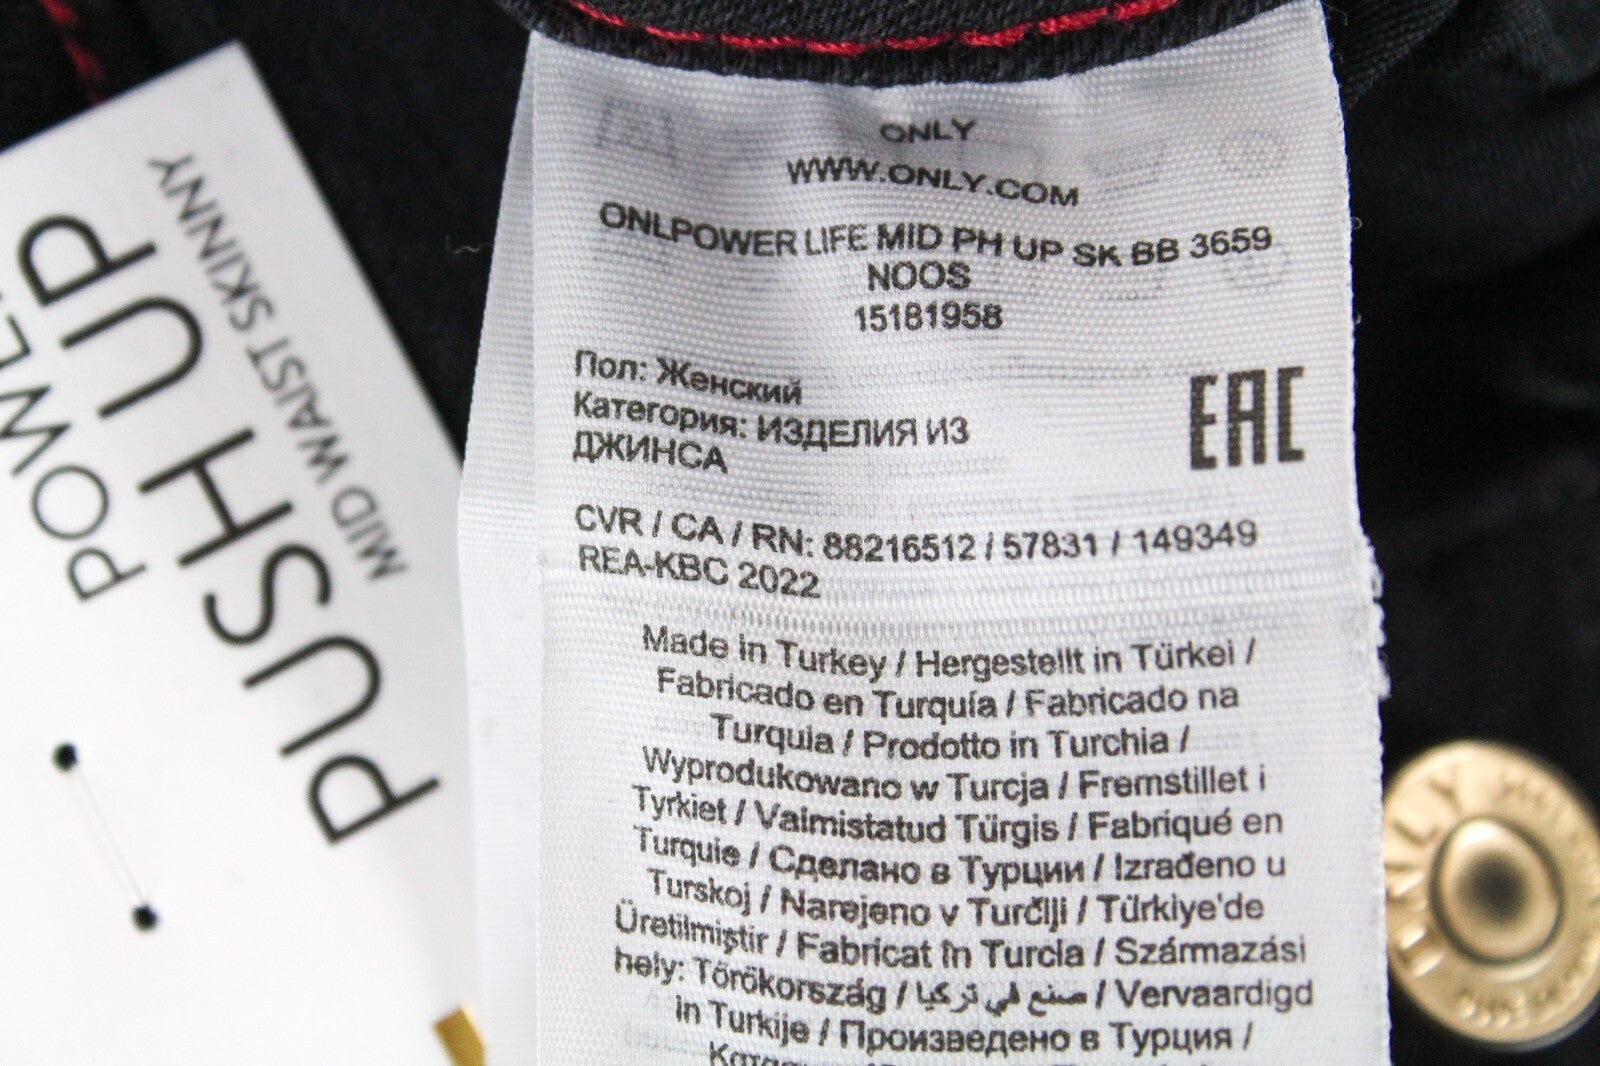 POWE
PUSH UP
MID WAIST SKINNY
ONLY
WWW.ONLY.COM
ONLPOWER LIFE MID PH UP SK BB 3659
NOOS
15181958
Пол: Женский
Категория: ИЗДЕЛИЯ ИЗ
ДЖИНСА
EAC
CVR / CA / RN: 88216512 / 57831 / 149349
REA-KBC 2022
Made in Turkey / Hergestellt in Türkei /
Fabricado en Turquía / Fabricado na
Turquia / Prodotto in Turchia /
Wyprodukowano w Turcja / Fremstillet i
Tyrkiet / Valmistatud Türgis / Fabriqué en
Turquie / Сделано в Турции / Izrađeno u
Turskoj / Narejeno v Turčiji / Türkiye'de
Üretilmiştir / Fabricat în Turcia / Származási
hely: Törökország / صنع في تركيا / Vervaardigd
in Turkije / Произведено в Турция /
ONLY